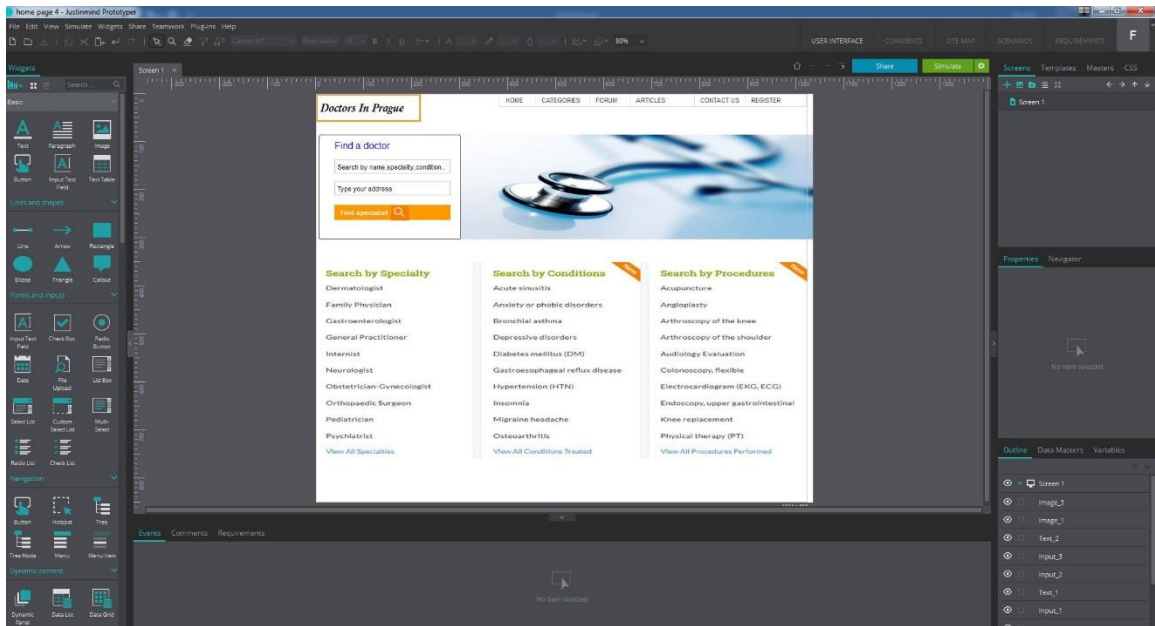 home page 4 - Justinmind Prototyper
File Edit View Simulate Widgets Share Teamwork Plug-ins Help
80%
USER INTERFACE COMMENTS SITE MAP SCENARIOS REQUIREMENTS F
Widgets
Search...
Basic
Text Paragraph Image
Button Input Text Field Text Table
Lines and shapes
Line Arrow Rectangle
Ellipse Triangle Callout
Forms and inputs
Input Text Field Check Box Radio Button
Date File Upload List Box
Select List Custom Select List Multi-Select
Radio List Check List
Navigation
Button Hotspot Tree
Tree Node Menu Menu Item
Dynamic content
Dynamic Panel Data List Data Grid
Screen 1
Share Simulate
Doctors In Prague
HOME CATEGORIES FORUM ARTICLES CONTACT US REGISTER
Find a doctor
Search by name,specialty,condition..
Type your address
Find specialist
Search by Specialty
Dermatologist
Family Physician
Gastroenterologist
General Practitioner
Internist
Neurologist
Obstetrician-Gynecologist
Orthopaedic Surgeon
Pediatrician
Psychiatrist
View All Specialties
Search by Conditions
New
Acute sinusitis
Anxiety or phobic disorders
Bronchial asthma
Depressive disorders
Diabetes mellitus (DM)
Gastroesophageal reflux disease
Hypertension (HTN)
Insomnia
Migraine headache
Osteoarthritis
View All Conditions Treated
Search by Procedures
New
Acupuncture
Angioplasty
Arthroscopy of the knee
Arthroscopy of the shoulder
Audiology Evaluation
Colonoscopy, flexible
Electrocardiogram (EKG, ECG)
Endoscopy, upper gastrointestinal
Knee replacement
Physical therapy (PT)
View All Procedures Performed
Events Comments Requirements
No item selected
Screens Templates Masters CSS
Screen 1
Properties Navigator
No item selected
Outline Data Masters Variables
Screen 1
Image_3
Image_1
Text_2
Input_3
Input_2
Text_1
Input_1